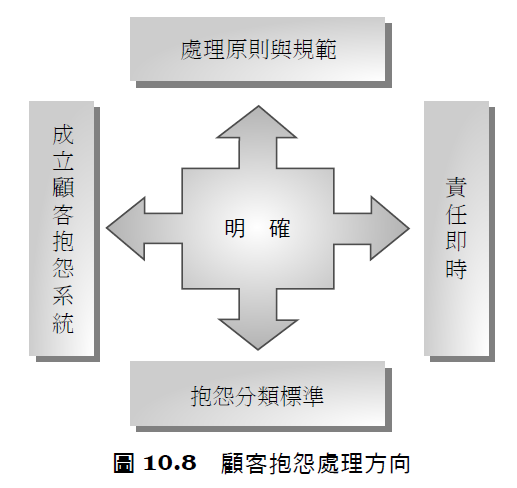 處理原則與規範
成立顧客抱怨系統
明 確
責任即時
抱怨分類標準
圖 10.8 顧客抱怨處理方向